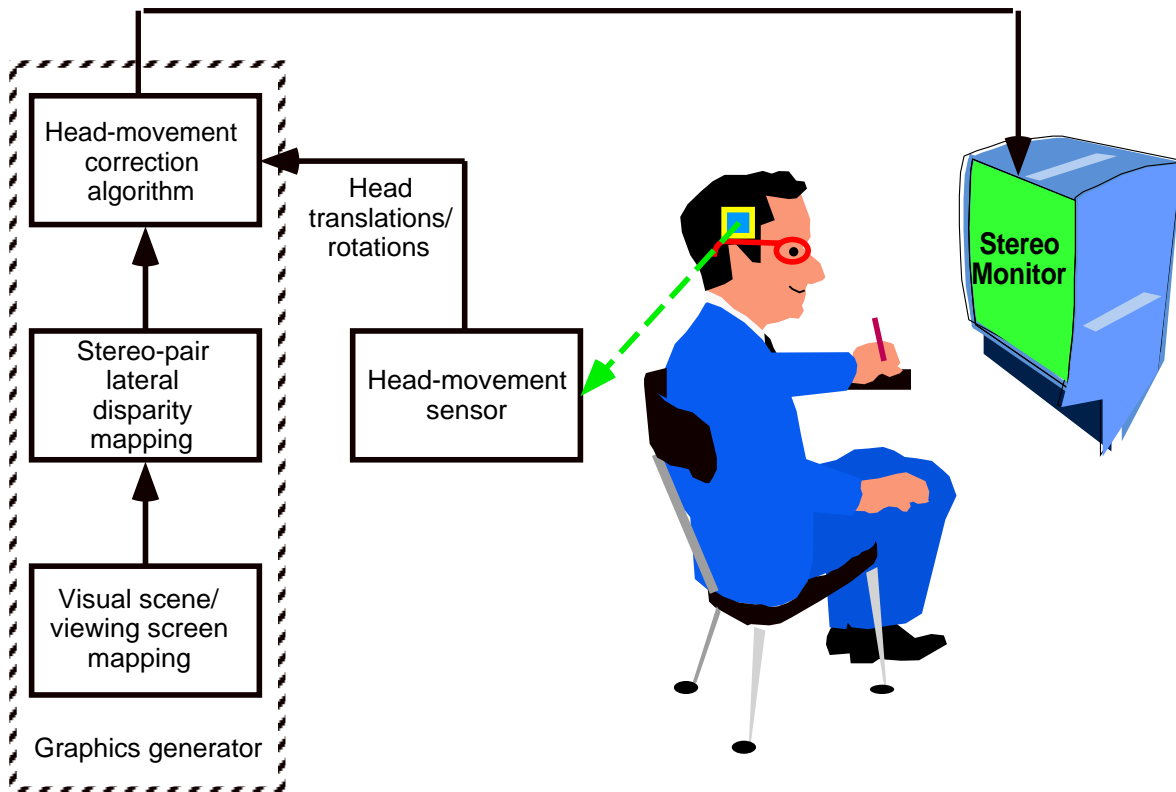 Head-movement
correction
algorithm
Head
translations/
rotations
Stereo
Monitor
Stereo-pair
lateral
disparity
mapping
Head-movement
sensor
Visual scene/
viewing screen
mapping
Graphics generator